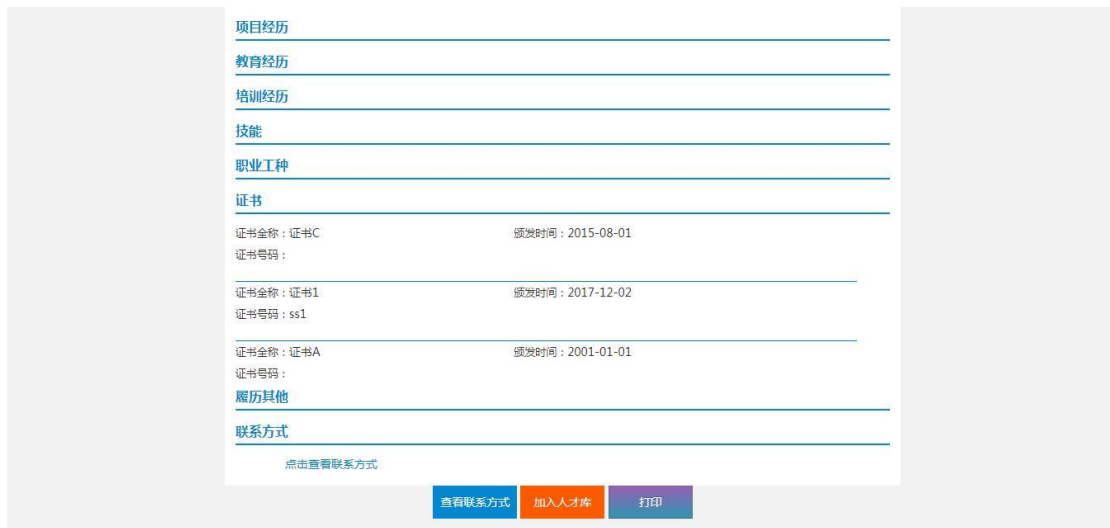 项目经历
教育经历
培训经历
技能
职业工种
证书
证书全称：证书C 颁发时间：2015-08-01
证书号码：
证书全称：证书1 颁发时间：2017-12-02
证书号码：ss1
证书全称：证书A 颁发时间：2001-01-01
证书号码：
履历其他
联系方式
点击查看联系方式
查看联系方式 加入人才库 打印